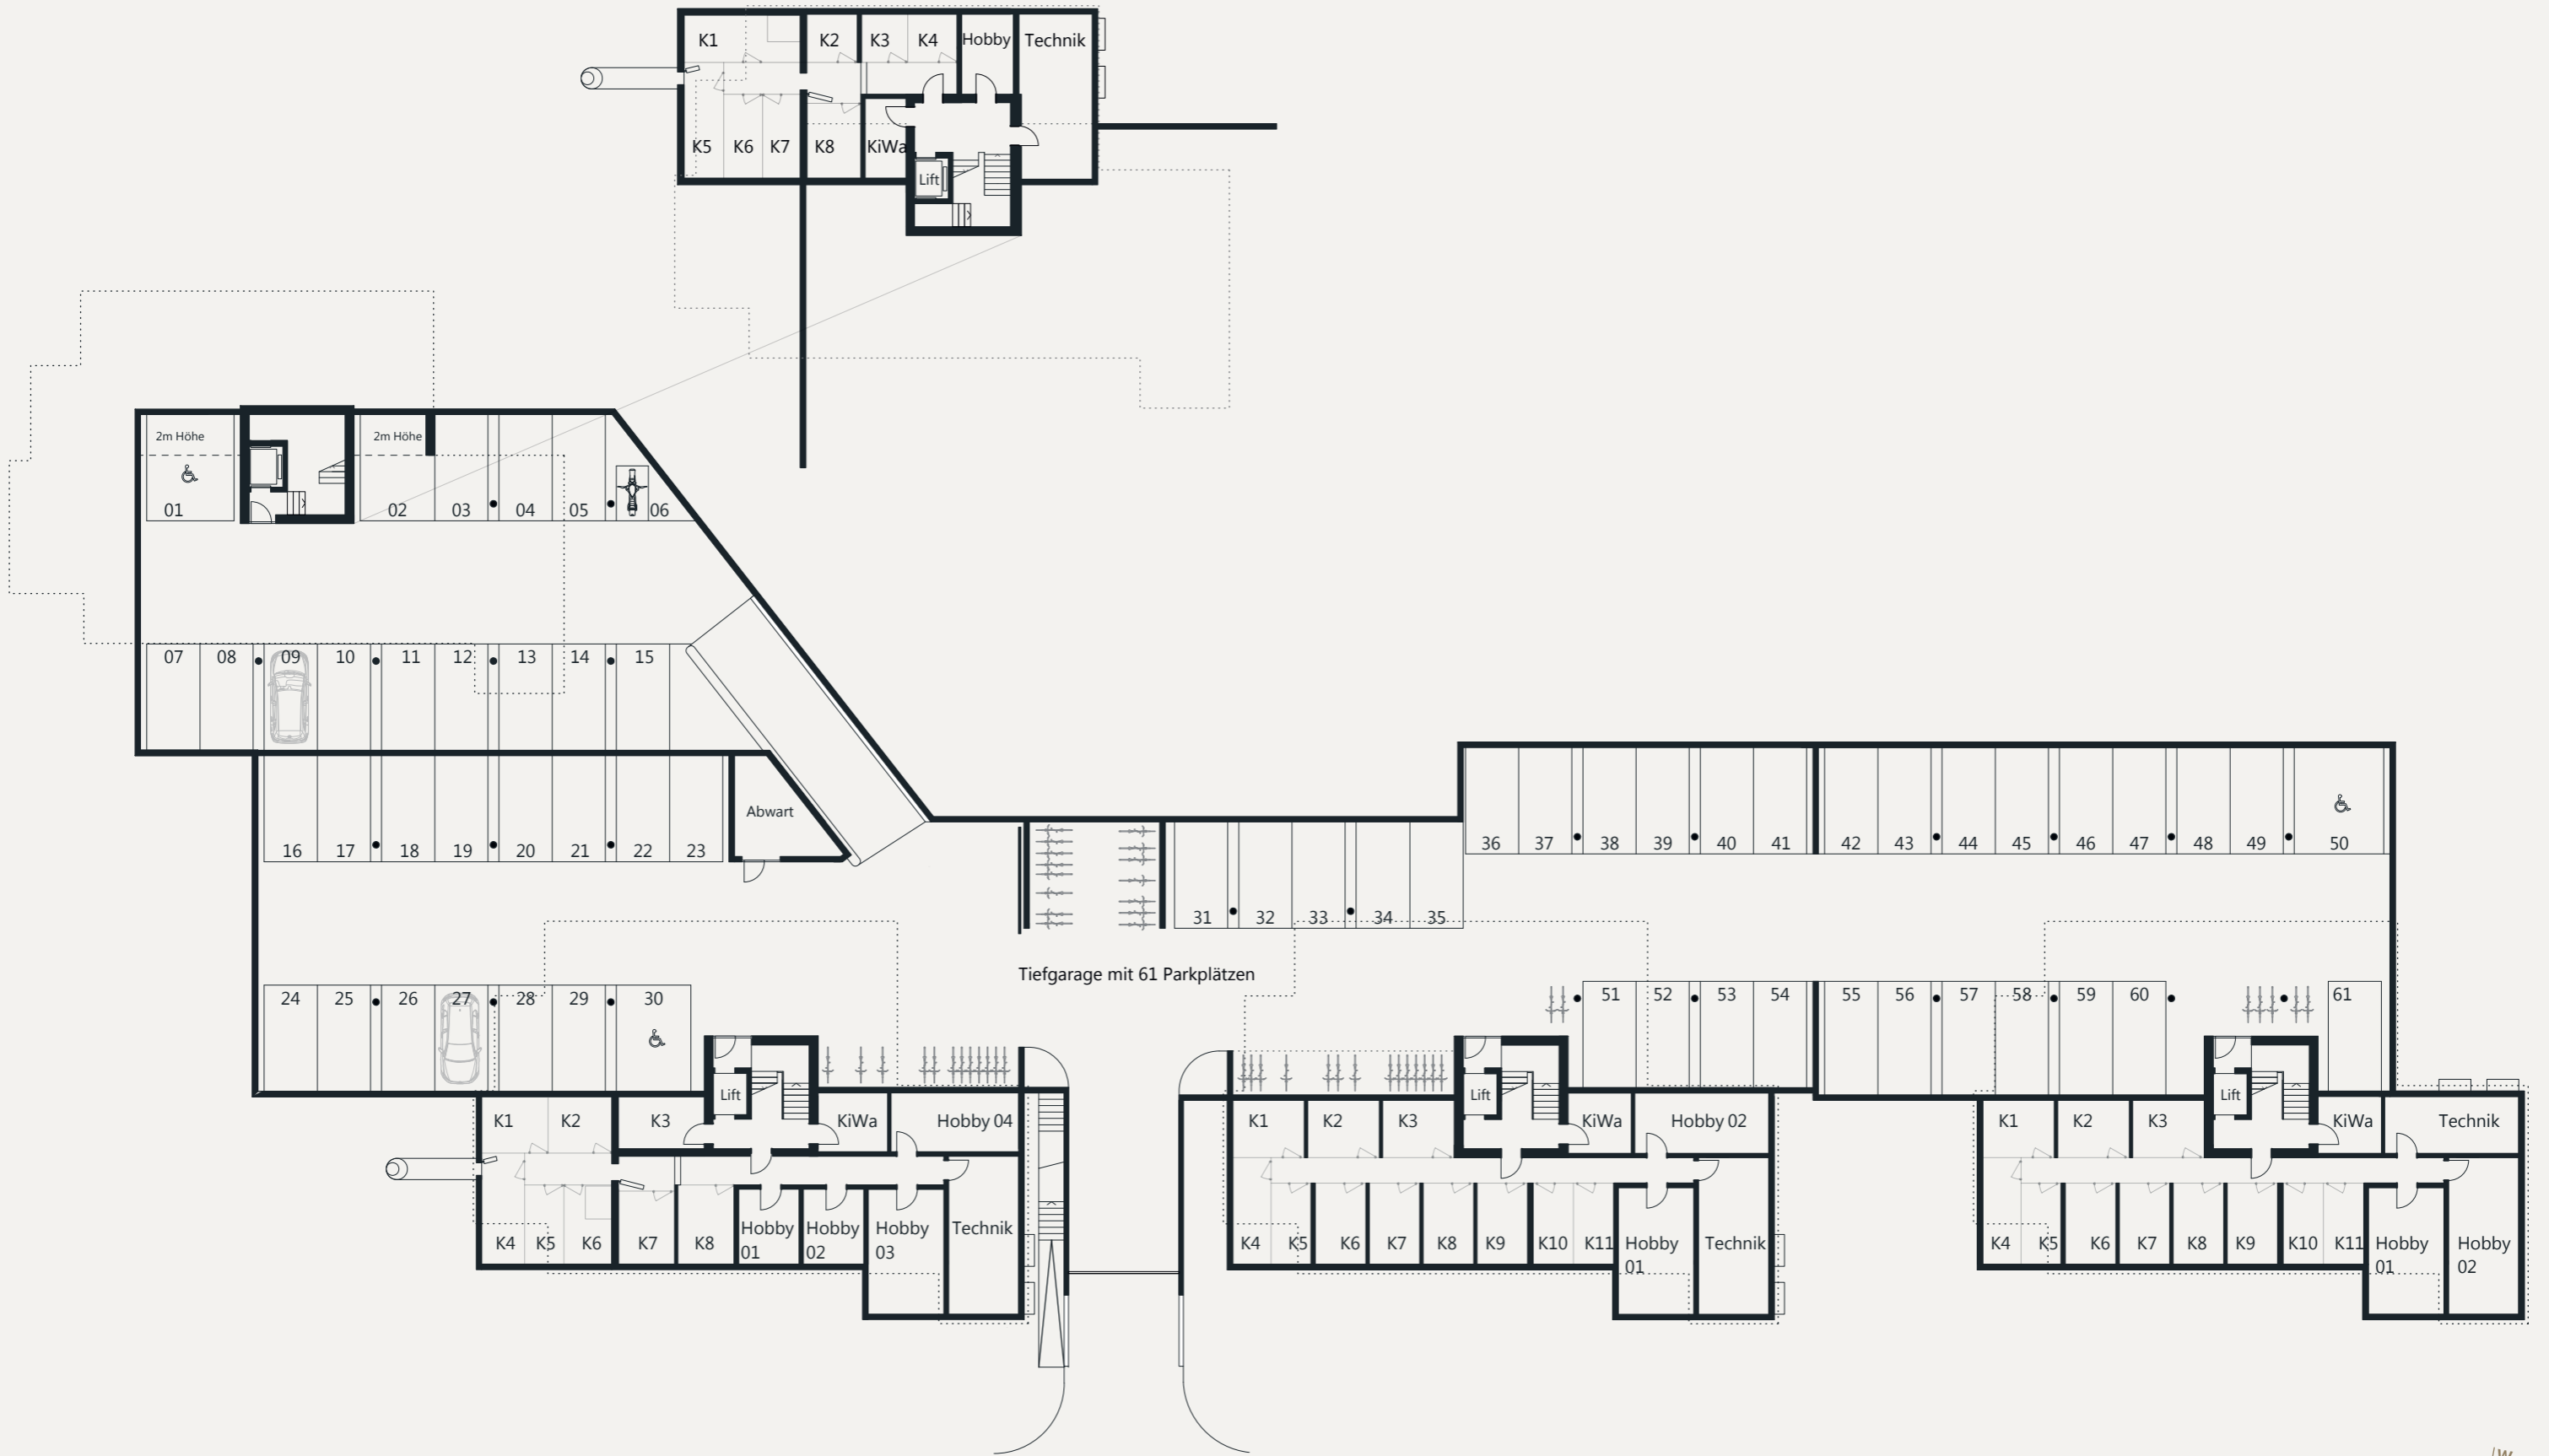 K1 K2 K3 K4 Hobby Technik
K5 K6 K7 K8 KiWa
Lift
2m Höhe 2m Höhe
01 02 03 04 05 06
07 08 09 10 11 12 13 14 15
Abwart
16 17 18 19 20 21 22 23
36 37 38 39 40 41 42 43 44 45 46 47 48 49 50
31 32 33 34 35
Tiefgarage mit 61 Parkplätzen
24 25 26 27 28 29 30
51 52 53 54 55 56 57 58 59 60 61
Lift Lift Lift
K1 K2 K3 KiWa Hobby 04
K1 K2 K3 KiWa Hobby 02
K1 K2 K3 KiWa Technik
K4 K5 K6 K7 K8 Hobby 01 Hobby 02 Hobby 03 Technik
K4 K5 K6 K7 K8 K9 K10 K11 Hobby 01 Technik
K4 K5 K6 K7 K8 K9 K10 K11 Hobby 01 Hobby 02
W